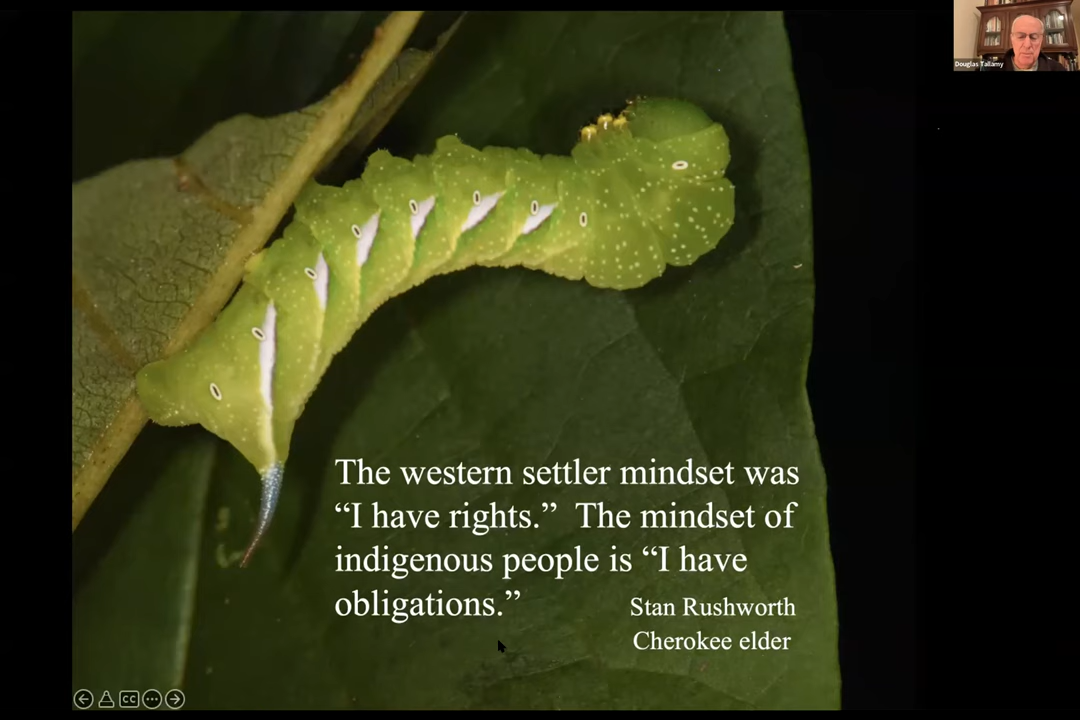 Douglas Tallamy
The western settler mindset was
“I have rights.”  The mindset of
indigenous people is “I have
obligations.”
Stan Rushworth
Cherokee elder
CC